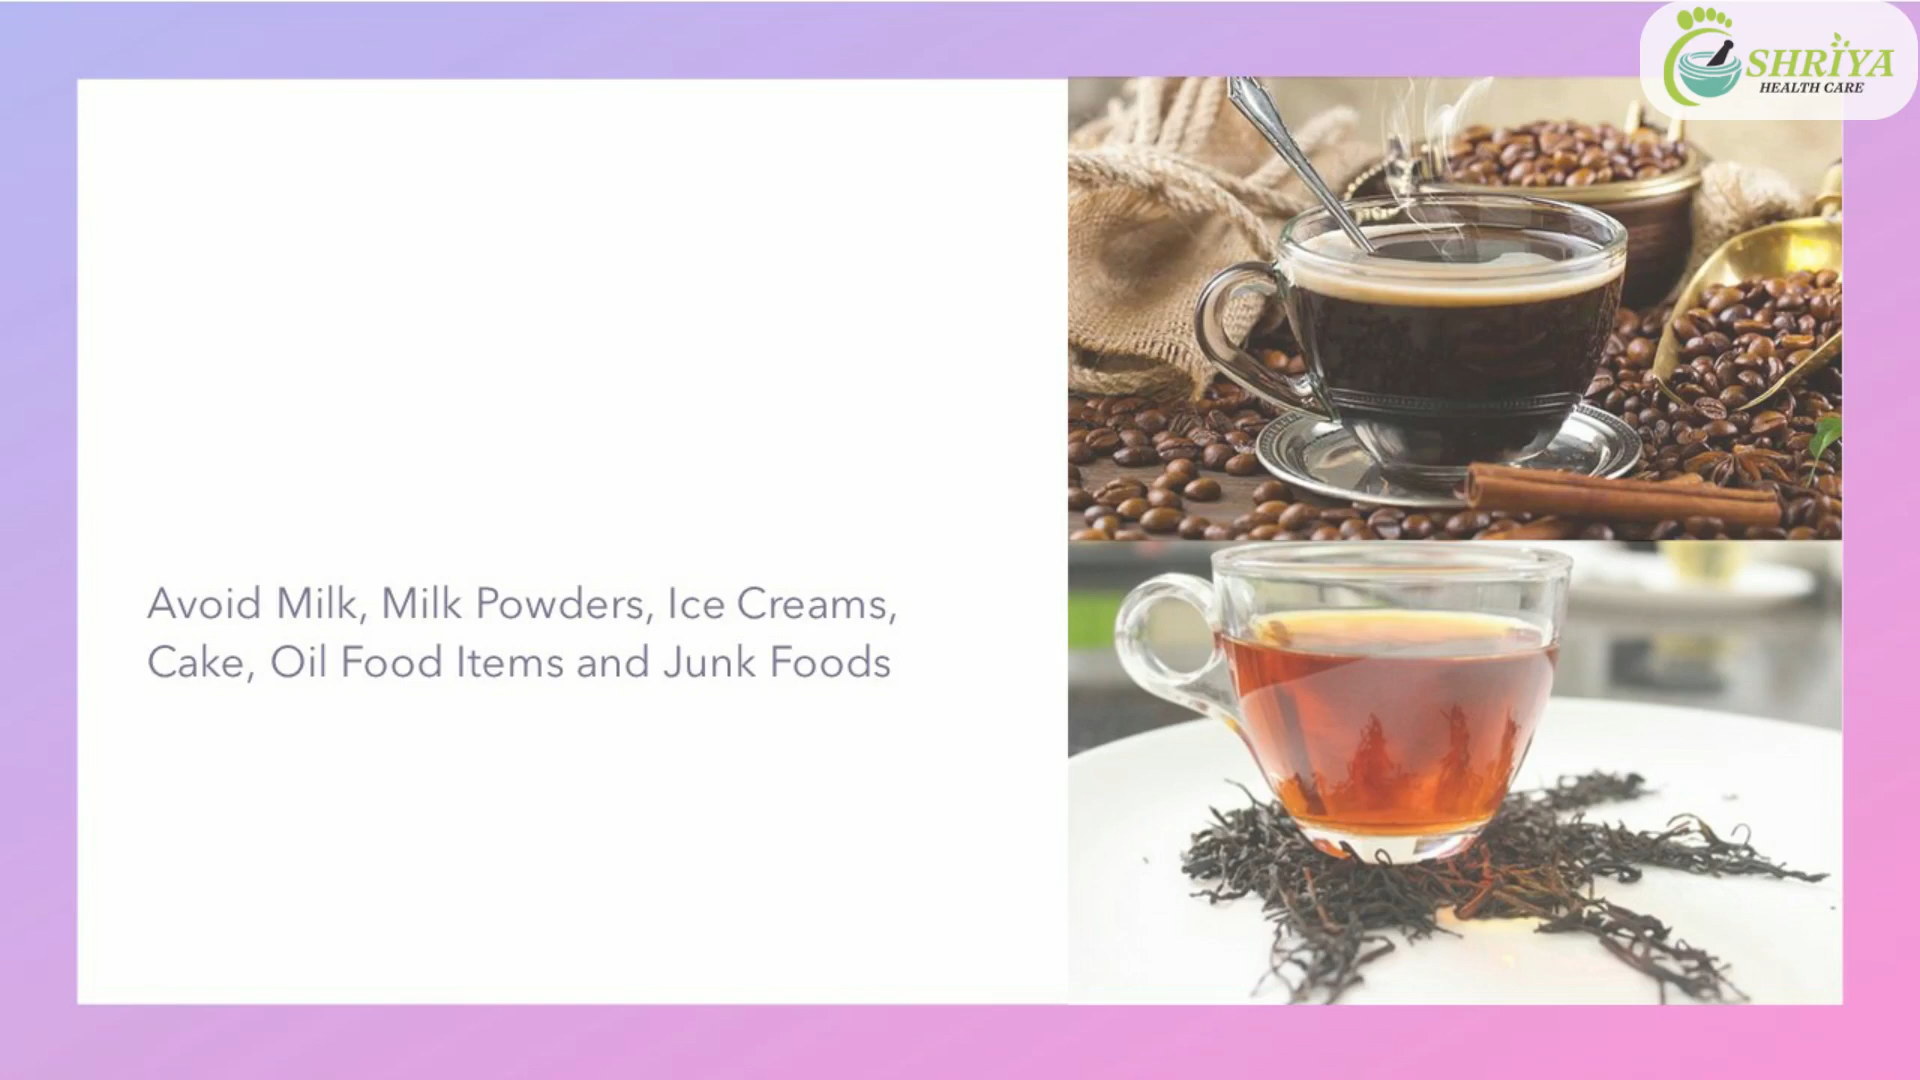 SHRIYA
HEALTH CARE
Avoid Milk, Milk Powders, Ice Creams,
Cake, Oil Food Items and Junk Foods